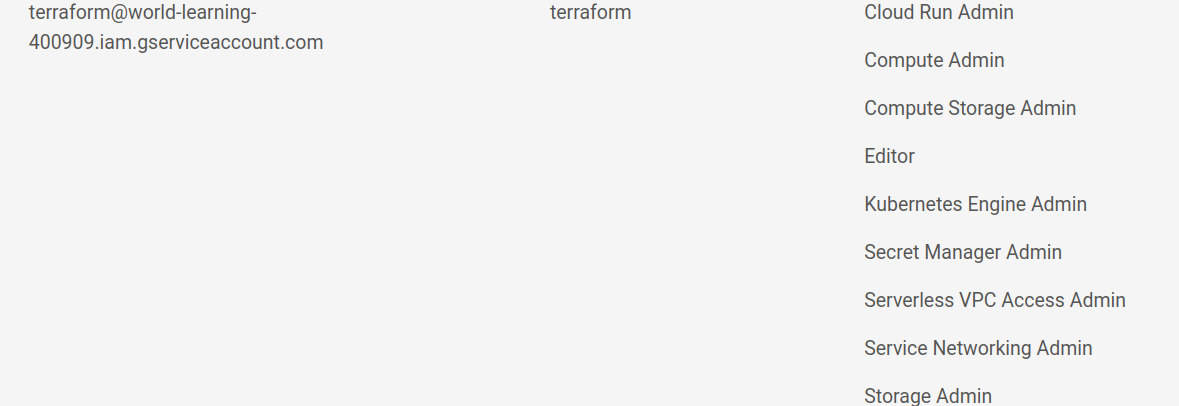 terraform@world-learning-
400909.iam.gserviceaccount.com
terraform
Cloud Run Admin
Compute Admin
Compute Storage Admin
Editor
Kubernetes Engine Admin
Secret Manager Admin
Serverless VPC Access Admin
Service Networking Admin
Storage Admin